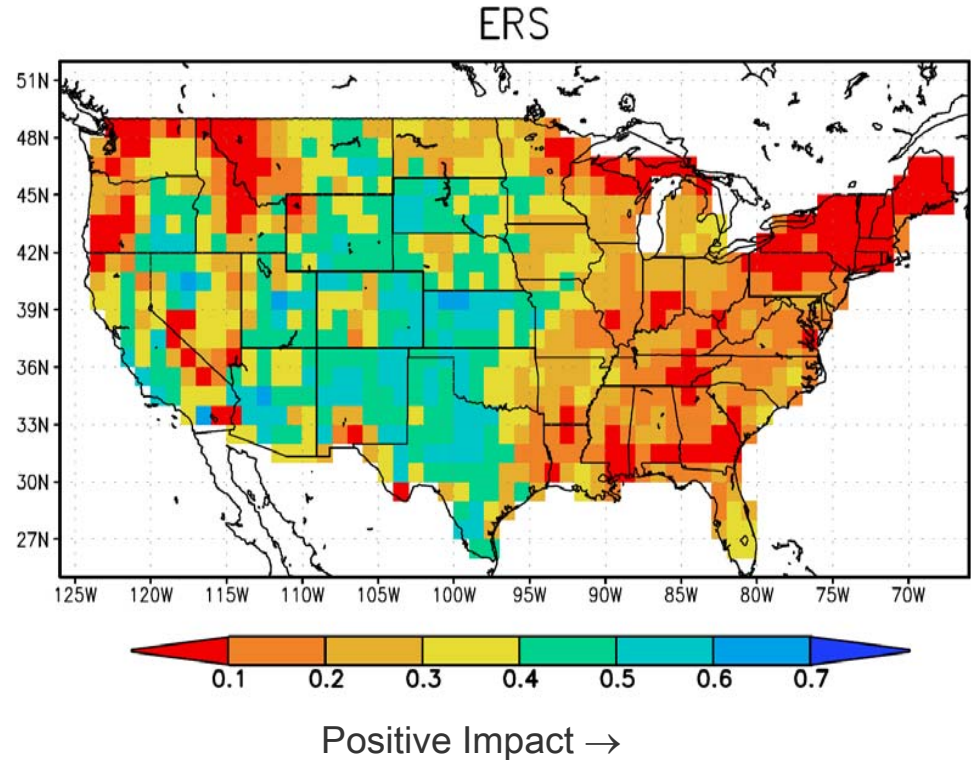 ERS
51N
48N
45N
42N
39N
36N
33N
30N
27N
125W 120W 115W 110W 105W 100W 95W 90W 85W 80W 75W 70W
0.1 0.2 0.3 0.4 0.5 0.6 0.7
Positive Impact →